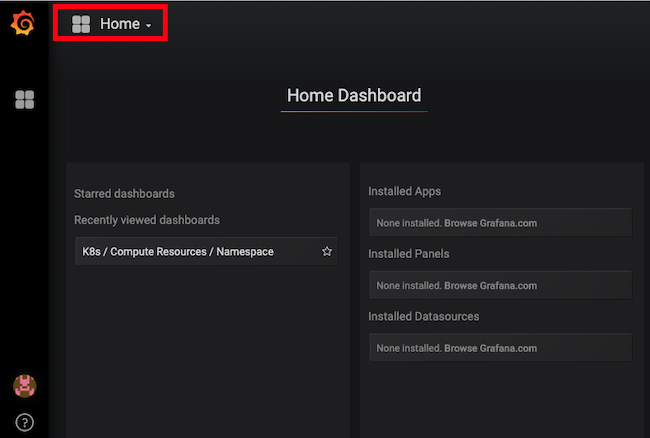 Home
Home Dashboard
Starred dashboards
Recently viewed dashboards
K8s / Compute Resources / Namespace
Installed Apps
None installed. Browse Grafana.com
Installed Panels
None installed. Browse Grafana.com
Installed Datasources
None installed. Browse Grafana.com
?